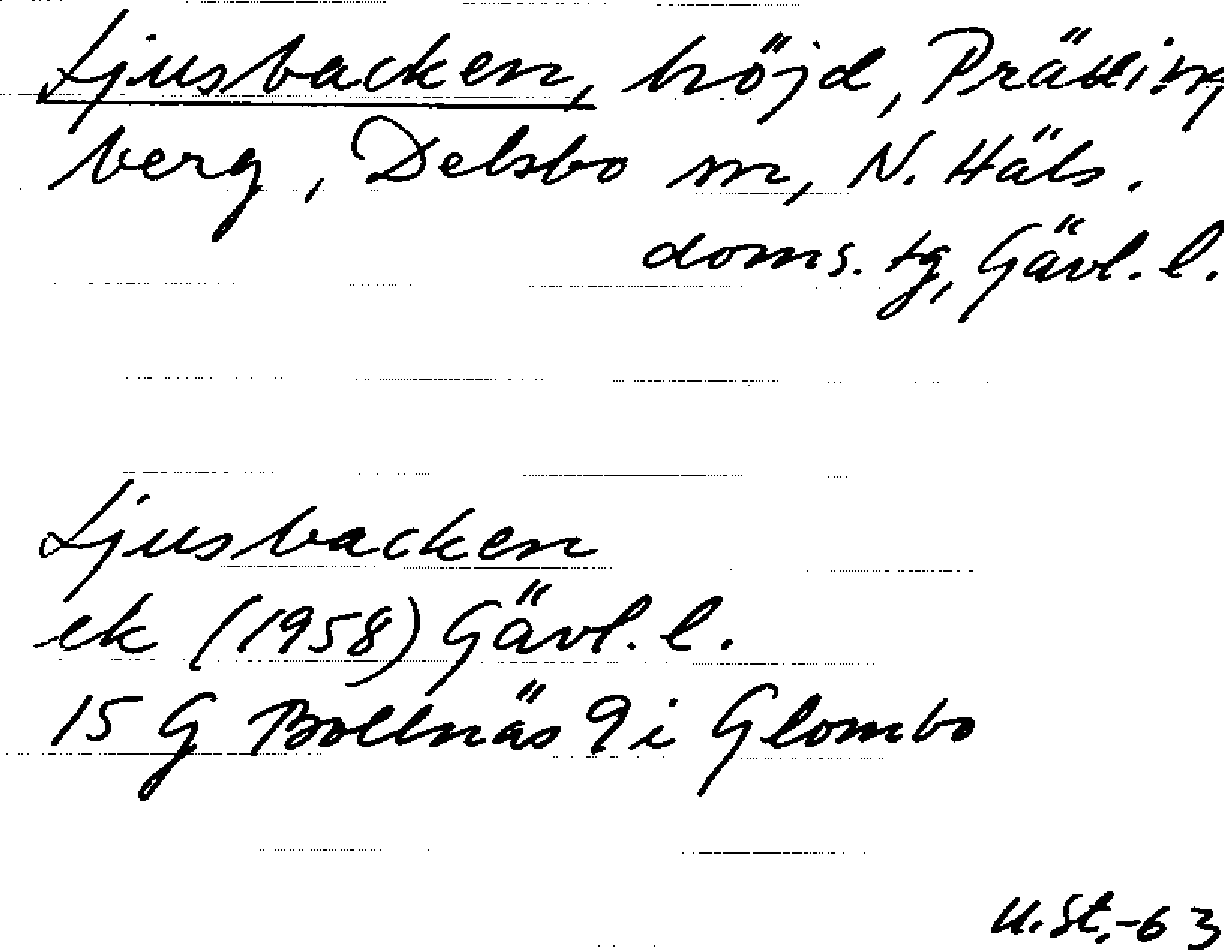 Ljusbacken, höjd, Prästing
berg, Delsbo sn, N. Häls.
doms. tg, Gävl. l.
Ljusbacken
ek (1958) Gävl. l.
15 G Bollnäs 9 i Glombo
U. St. -63